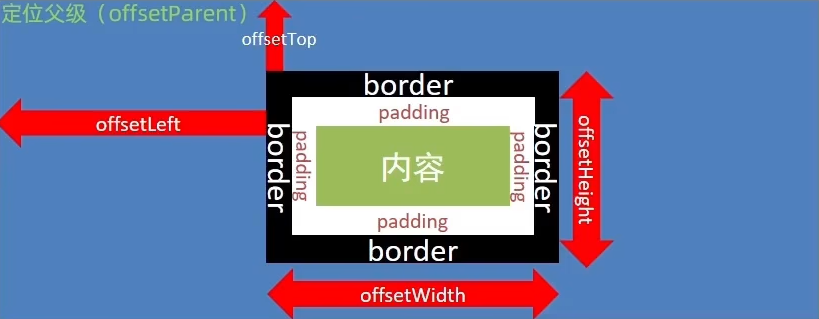 定位父级（offsetParent）
offsetTop
border
padding
offsetLeft
border
padding
内容
padding
border
offsetHeight
padding
border
offsetWidth